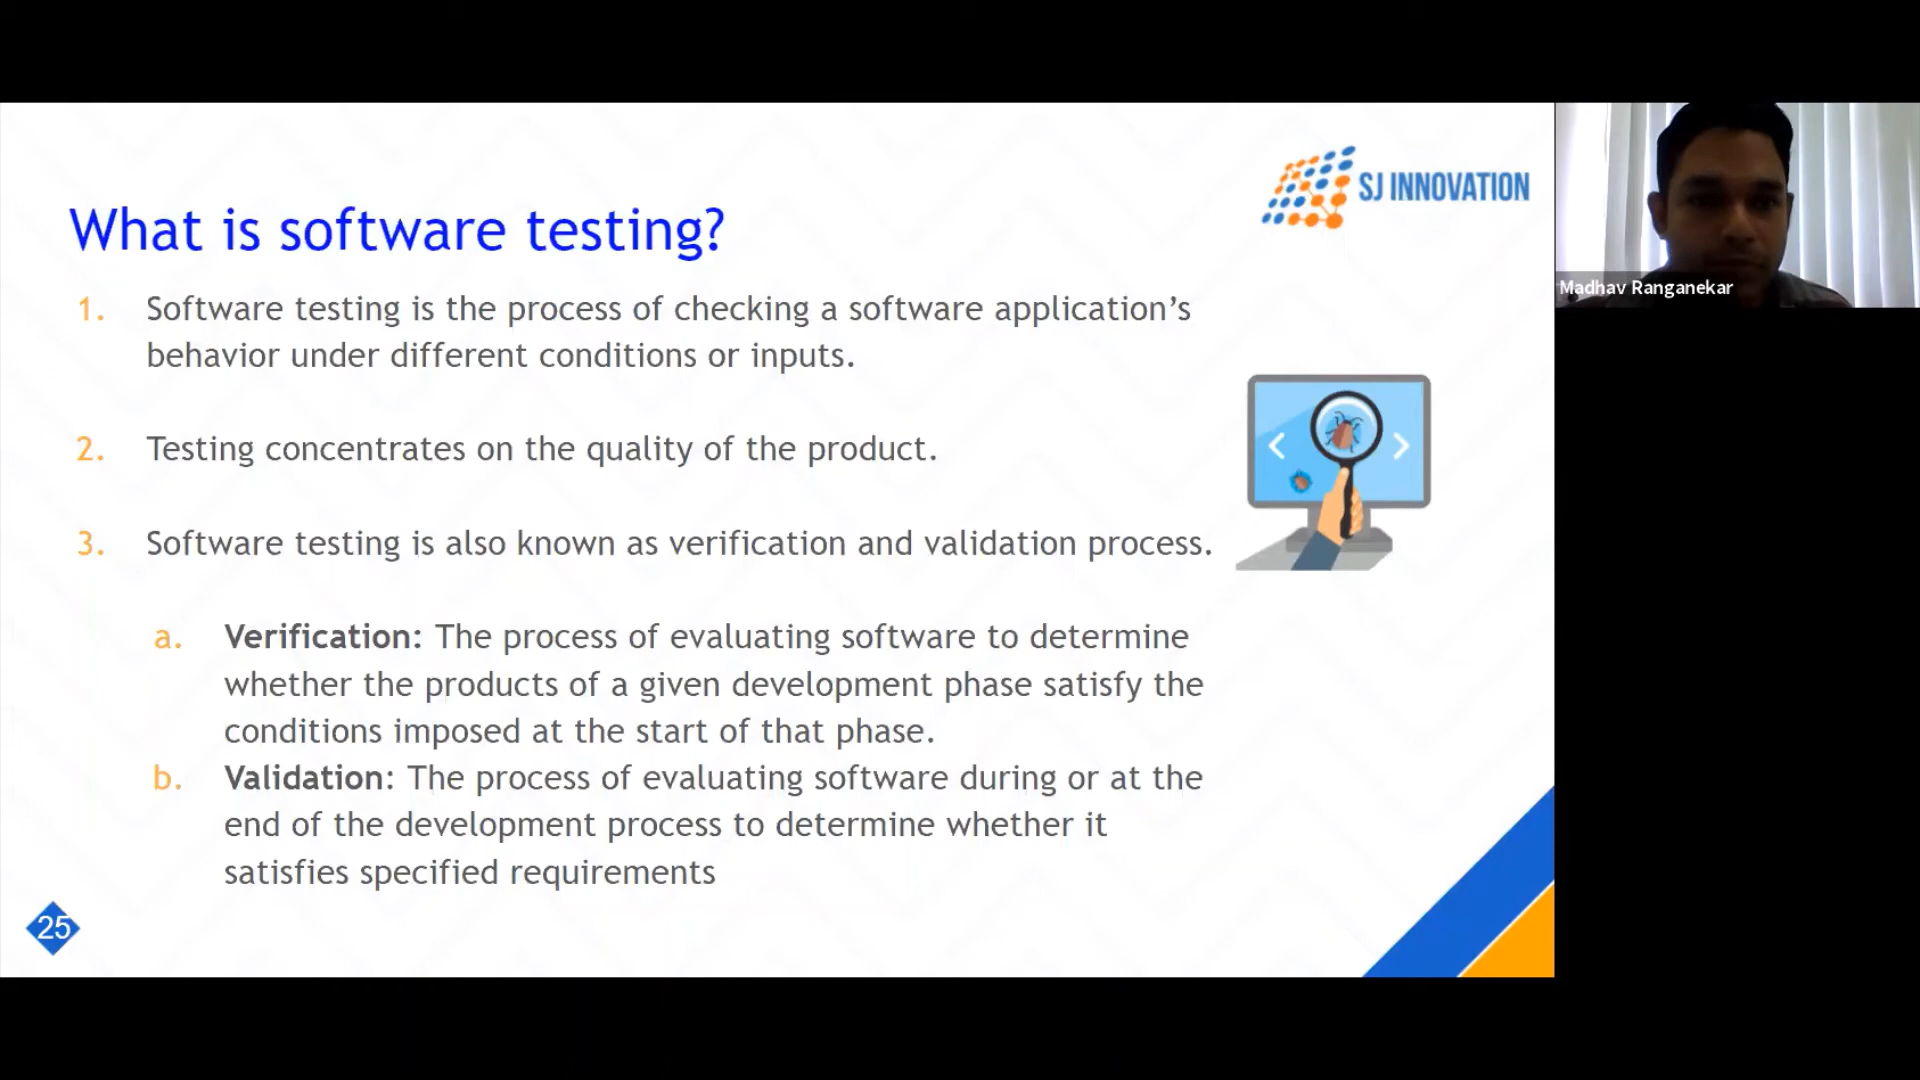 SJ INNOVATION
What is software testing?
1. Software testing is the process of checking a software application’s
behavior under different conditions or inputs.
2. Testing concentrates on the quality of the product.
3. Software testing is also known as verification and validation process.
a. Verification: The process of evaluating software to determine
whether the products of a given development phase satisfy the
conditions imposed at the start of that phase.
b. Validation: The process of evaluating software during or at the
end of the development process to determine whether it
satisfies specified requirements
25
Madhav Ranganekar